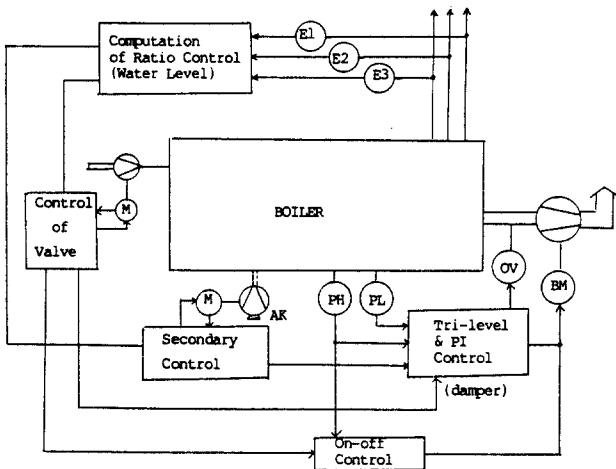 E1
Computation
of Ratio Control
(Water Level)
E2
E3
Control
of
Valve
M
BOILER
M
AK
PH
PL
OV
BM
Secondary
Control
Tri-level
& PI
Control
(damper)
On-off
Control